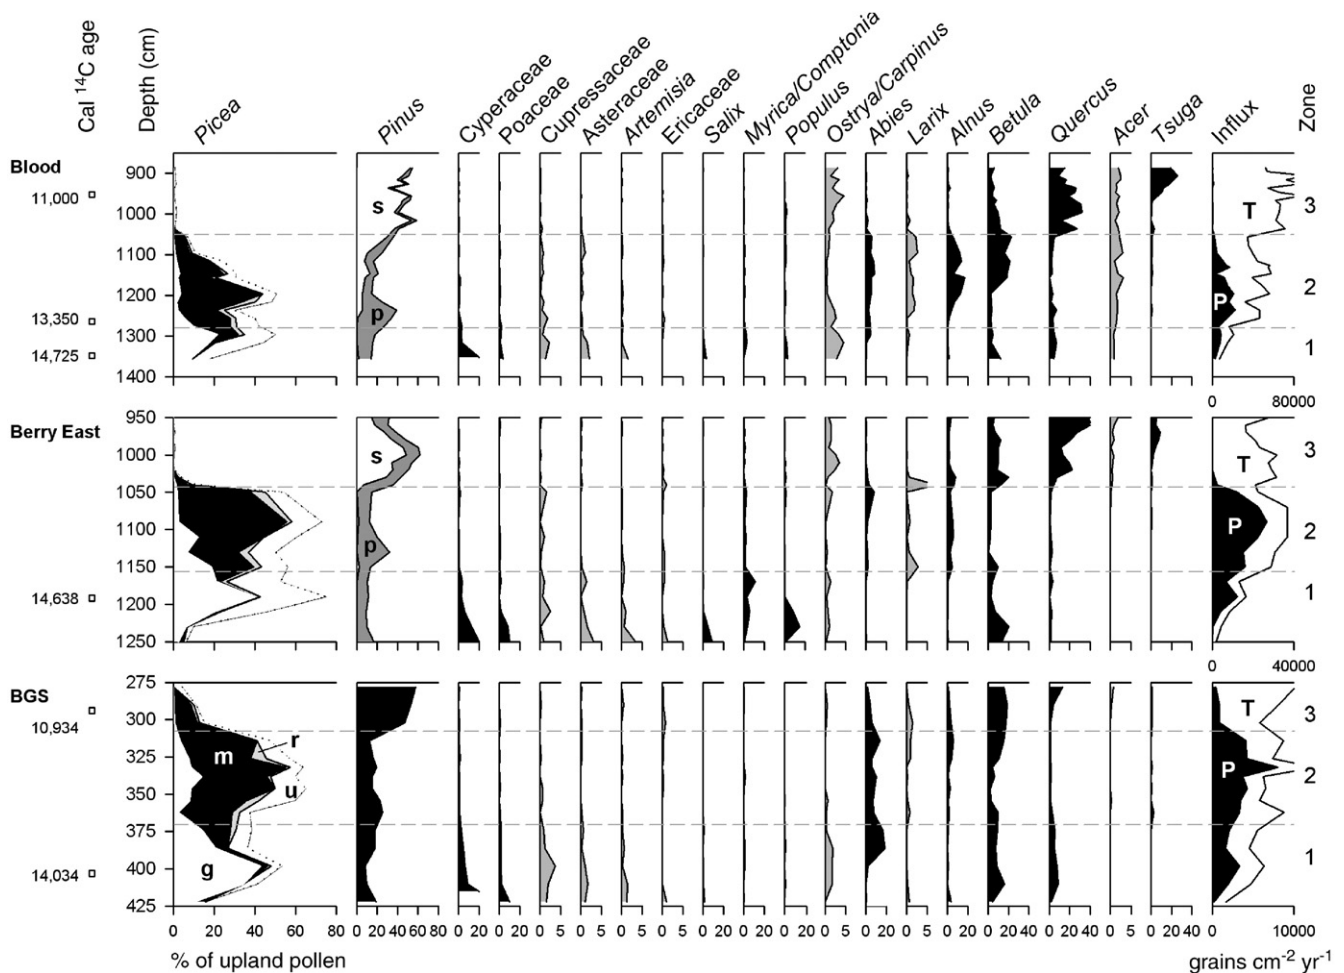 Cal 14C age
Depth (cm)
Picea
Pinus
Cyperaceae
Poaceae
Cupressaceae
Asteraceae
Artemisia
Ericaceae
Salix
Myrica/Comptonia
Populus
Ostrya/Carpinus
Abies
Larix
Alnus
Betula
Quercus
Acer
Tsuga
Influx
Zone
Blood
11,000
13,350
14,725
900
1000
1100
1200
1300
1400
s
p
T
P
3
2
1
0 80000
Berry East
14,638
950
1000
1050
1100
1150
1200
1250
s
p
T
P
3
2
1
0 40000
BGS
10,934
14,034
275
300
325
350
375
400
425
m
r
u
g
T
P
3
2
1
0 20 40 60 80 0 20 40 60 80 0 20 0 20 0 5 0 5 0 5 0 5 0 20 0 20 0 20 0 5 0 20 0 5 0 20 0 20 40 0 20 40 0 5 0 20 40 0 40000
% of upland pollen
grains cm-2 yr-1